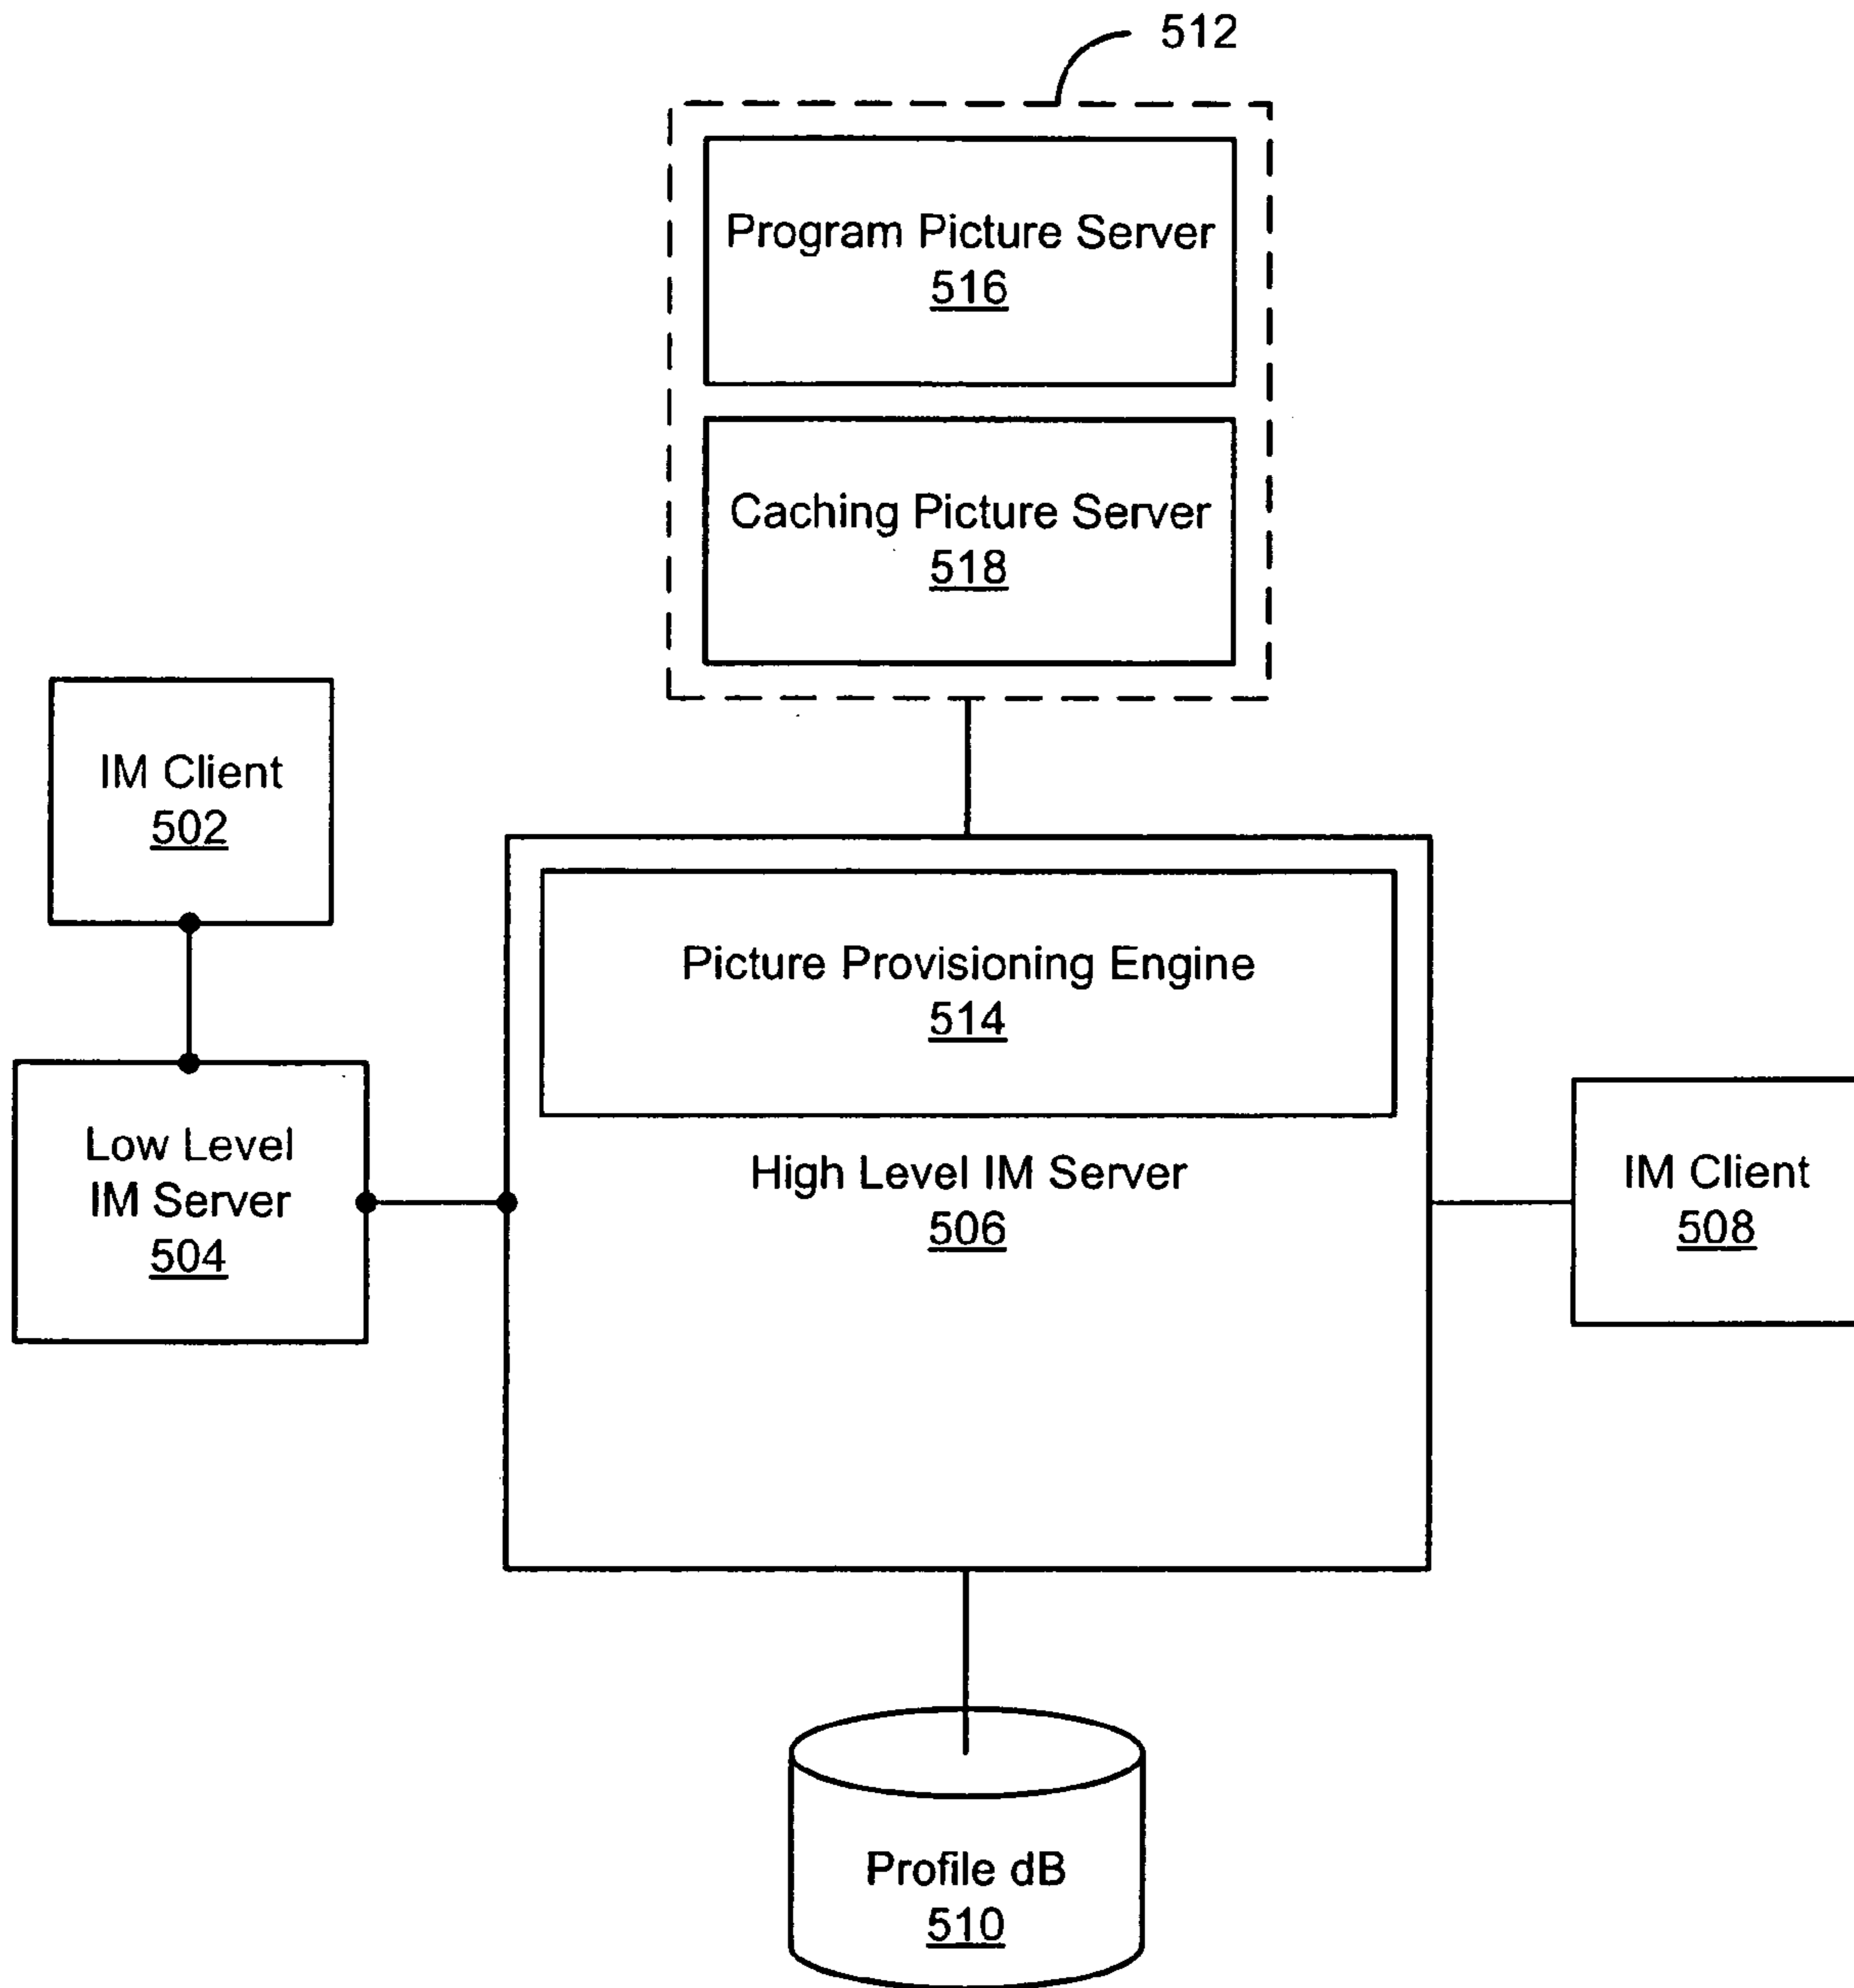 512
Program Picture Server
516
Caching Picture Server
518
IM Client
502
Picture Provisioning Engine
514
Low Level
IM Server
504
High Level IM Server
506
IM Client
508
Profile dB
510